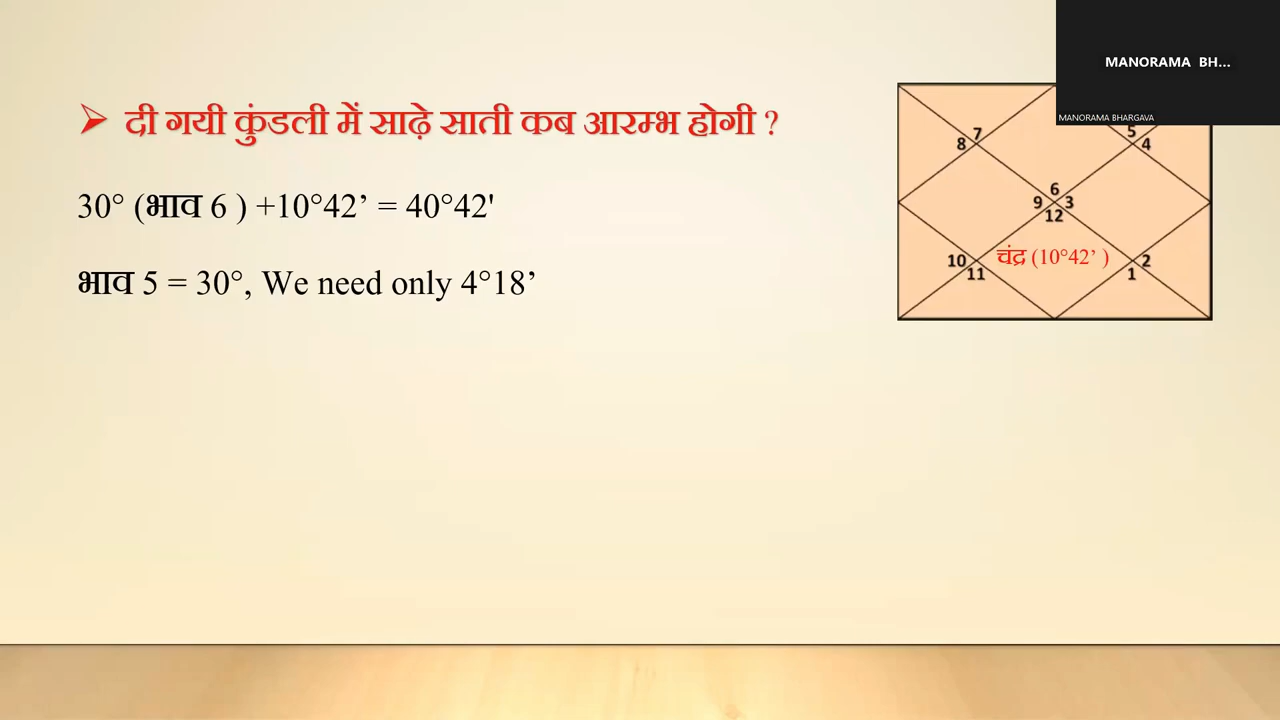 MANORAMA BH...
MANORAMA BHARGAVA
➢ दी गयी कुंडली में साढ़े साती कब आरम्भ होगी ?
30° (भाव 6 ) +10°42’ = 40°42'
भाव 5 = 30°, We need only 4°18’
7
8
5
4
6
9
3
12
चंद्र (10°42’ )
10
11
2
1